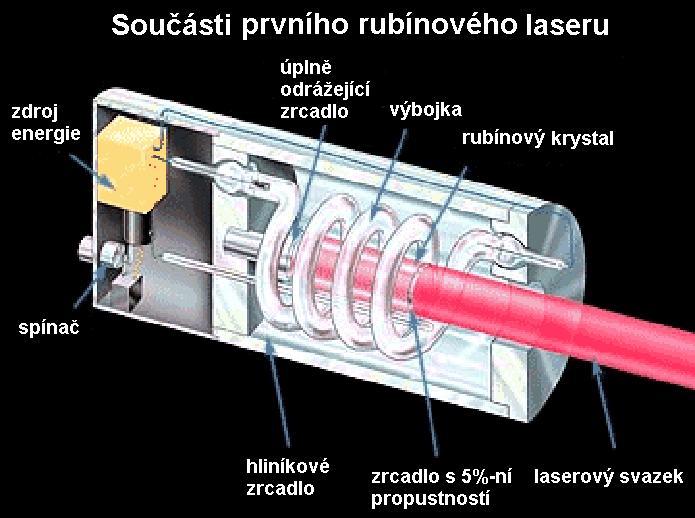 Součásti prvního rubínového laseru
úplně
odrážející
zrcadlo
výbojka
zdroj
energie
rubínový krystal
spínač
hliníkové
zrcadlo
zrcadlo s 5%-ní
propustností
laserový svazek